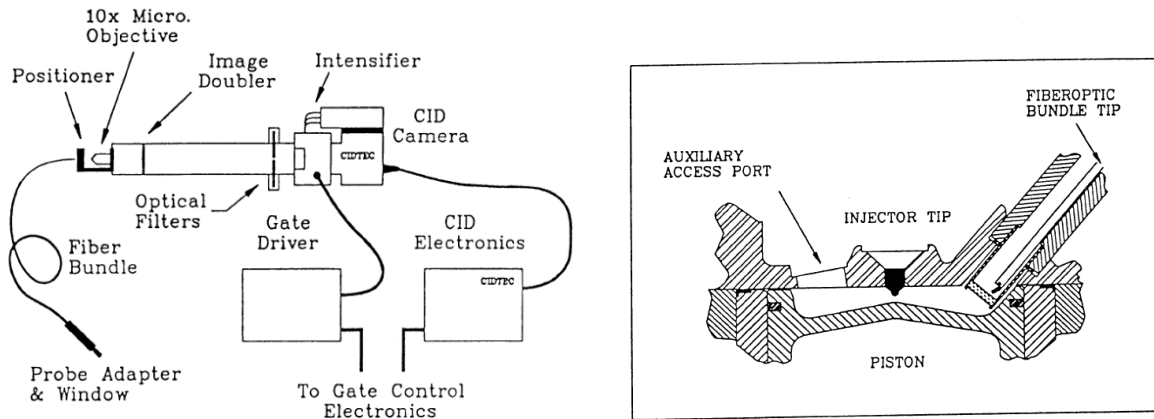 10x Micro.
Objective
Positioner
Image
Doubler
Intensifier
CID
Camera
CIDTEC
Optical
Filters
Gate
Driver
CID
Electronics
CIDTEC
Fiber
Bundle
Probe Adapter
& Window
To Gate Control
Electronics
FIBEROPTIC
BUNDLE TIP
AUXILIARY
ACCESS PORT
INJECTOR TIP
PISTON